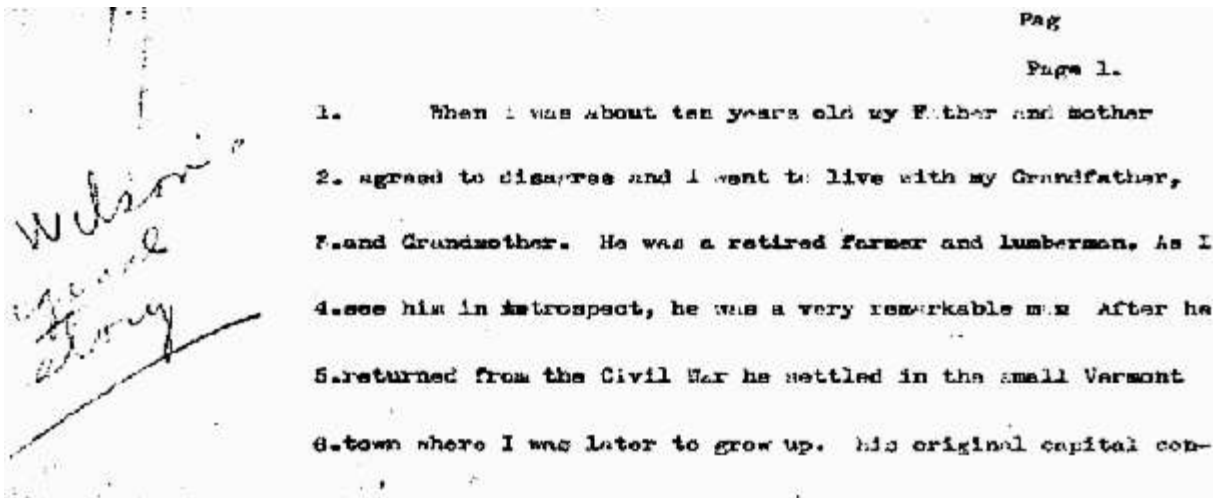 Pag
Page 1.
1. When I was about ten years old my Father and mother
2. agreed to disagree and I went to live with my Grandfather,
3.and Grandmother. He was a retired farmer and lumberman. As I
4.see him in retrospect, he was a very remarkable man After he
5.returned from the Civil War he settled in the small Vermont
6.town where I was later to grow up. his original capital con-
Wilson's
story